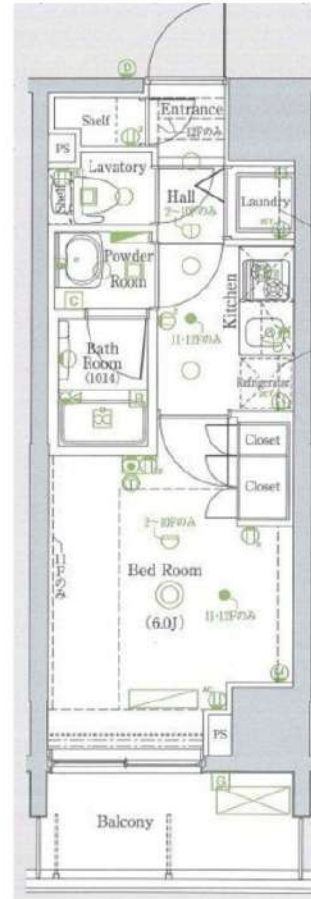 D
Shelf
Entrance
12Fのみ
PS
Lavatory
Shelf
Hall
2~10Fのみ
Laundry
Powder
Room
C
Kitchen
11・12Fのみ
Bath
Room
(1014)
R
Refrigerator
Closet
Closet
2~10Fのみ
11Fのみ
Bed Room
(6.0J)
11・12Fのみ
AC
PS
G
Balcony